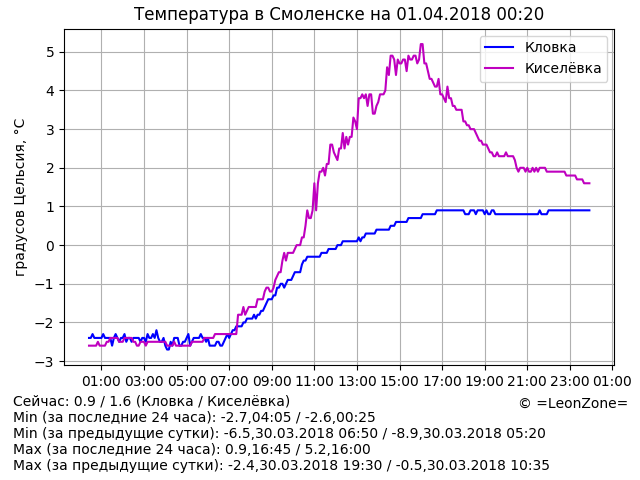 Температура в Смоленске на 01.04.2018 00:20
Кловка
Киселёвка
градусов Цельсия, °C
5
4
3
2
1
0
−1
−2
−3
01:00 03:00 05:00 07:00 09:00 11:00 13:00 15:00 17:00 19:00 21:00 23:00 01:00
Сейчас: 0.9 / 1.6 (Кловка / Киселёвка)
© =LeonZone=
Min (за последние 24 часа): -2.7,04:05 / -2.6,00:25
Min (за предыдущие сутки): -6.5,30.03.2018 06:50 / -8.9,30.03.2018 05:20
Max (за последние 24 часа): 0.9,16:45 / 5.2,16:00
Max (за предыдущие сутки): -2.4,30.03.2018 19:30 / -0.5,30.03.2018 10:35